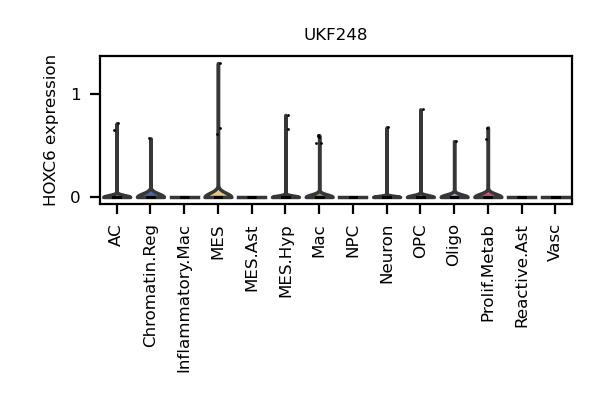 UKF248
HOXC6 expression
1
0
AC
Chromatin.Reg
Inflammatory.Mac
MES
MES.Ast
MES.Hyp
Mac
NPC
Neuron
OPC
Oligo
Prolif.Metab
Reactive.Ast
Vasc